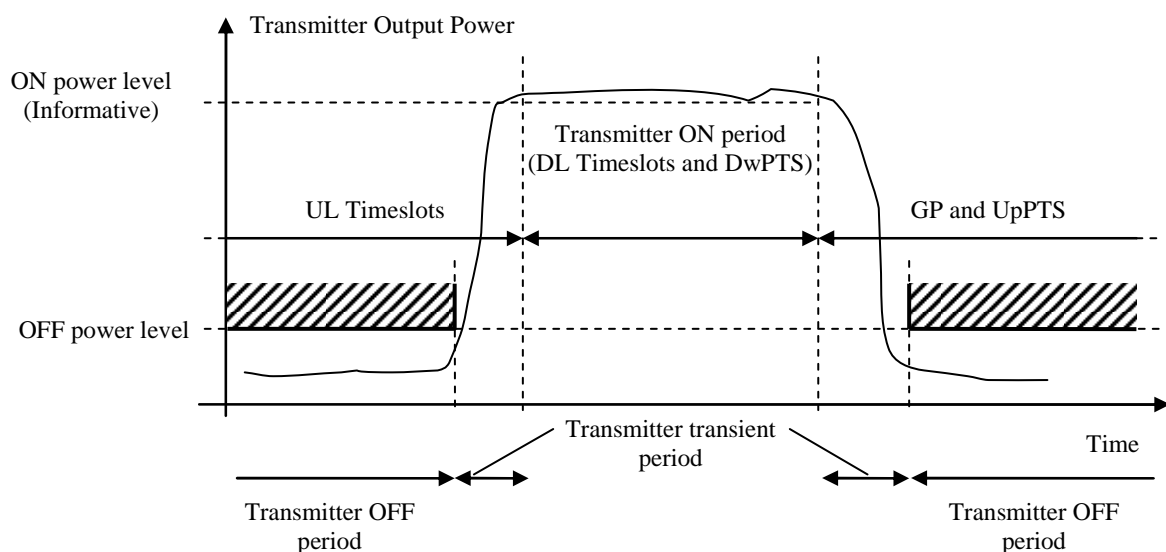 Transmitter Output Power
ON power level
(Informative)
Transmitter ON period
(DL Timeslots and DwPTS)
UL Timeslots
GP and UpPTS
OFF power level
Transmitter transient
period
Time
Transmitter OFF
period
Transmitter OFF
period